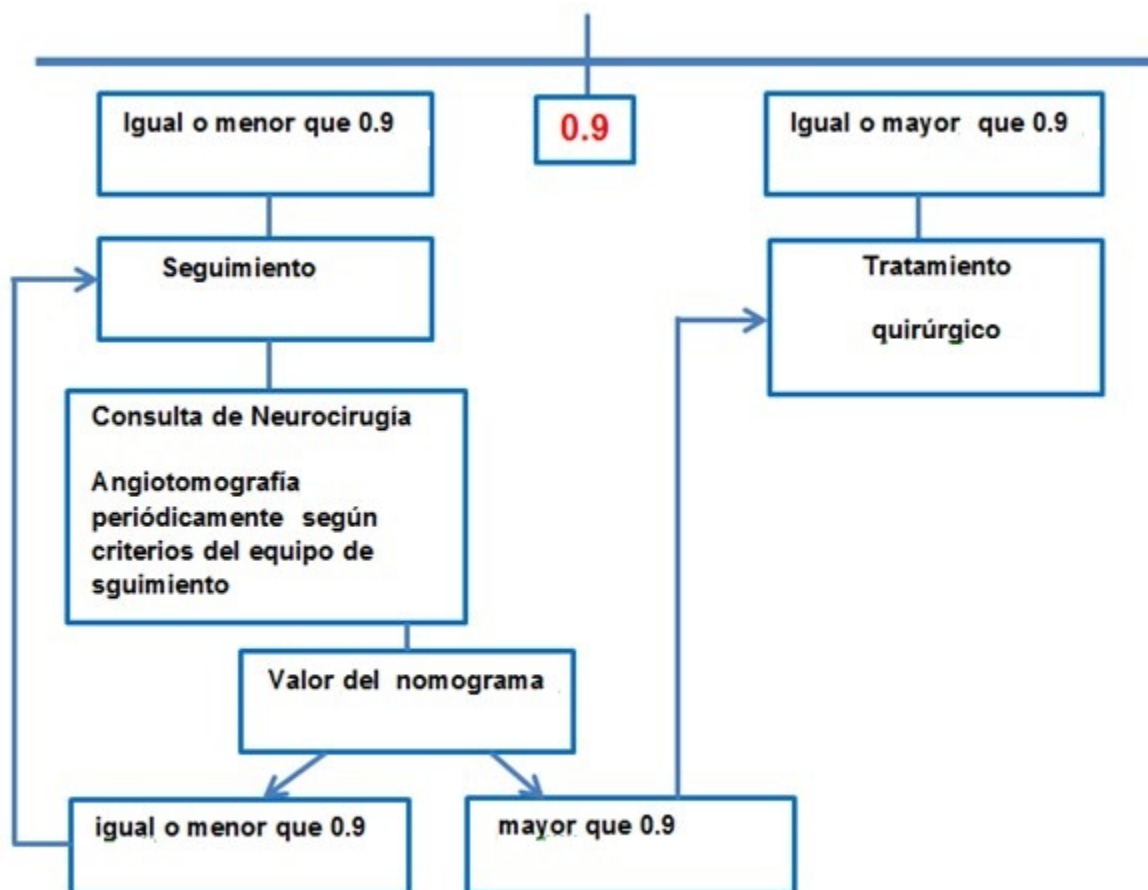 Igual o menor que 0.9
0.9
Igual o mayor que 0.9
Seguimiento
Tratamiento
quirúrgico
Consulta de Neurocirugía
Angiotomografía
periódicamente según
criterios del equipo de
sguimiento
Valor del nomograma
igual o menor que 0.9
mayor que 0.9